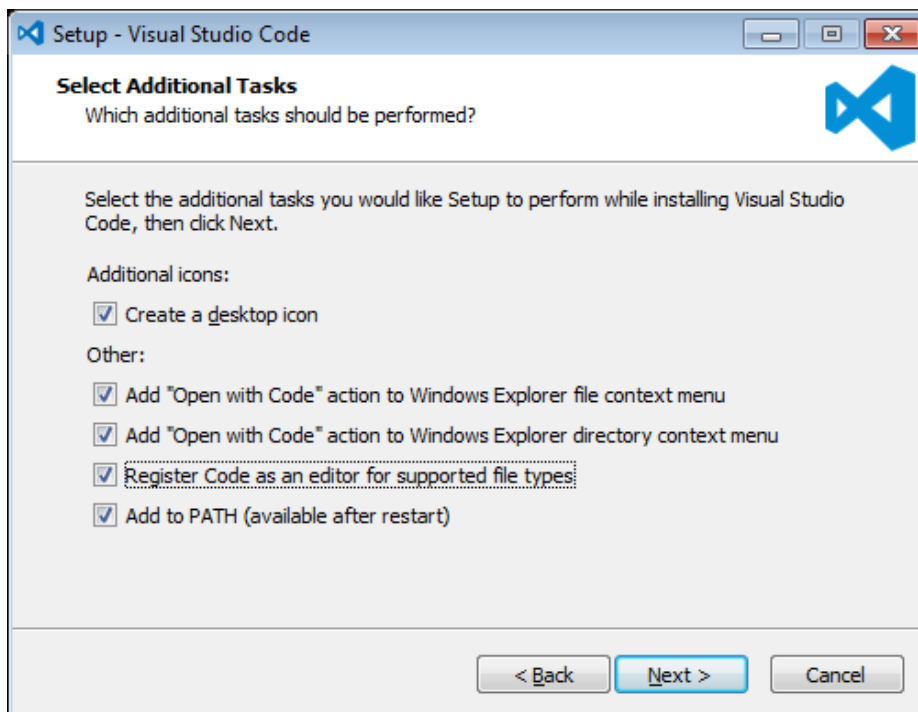 Setup - Visual Studio Code
Select Additional Tasks
Which additional tasks should be performed?
Select the additional tasks you would like Setup to perform while installing Visual Studio
Code, then click Next.
Additional icons:
Create a desktop icon
Other:
Add "Open with Code" action to Windows Explorer file context menu
Add "Open with Code" action to Windows Explorer directory context menu
Register Code as an editor for supported file types
Add to PATH (available after restart)
< Back
Next >
Cancel